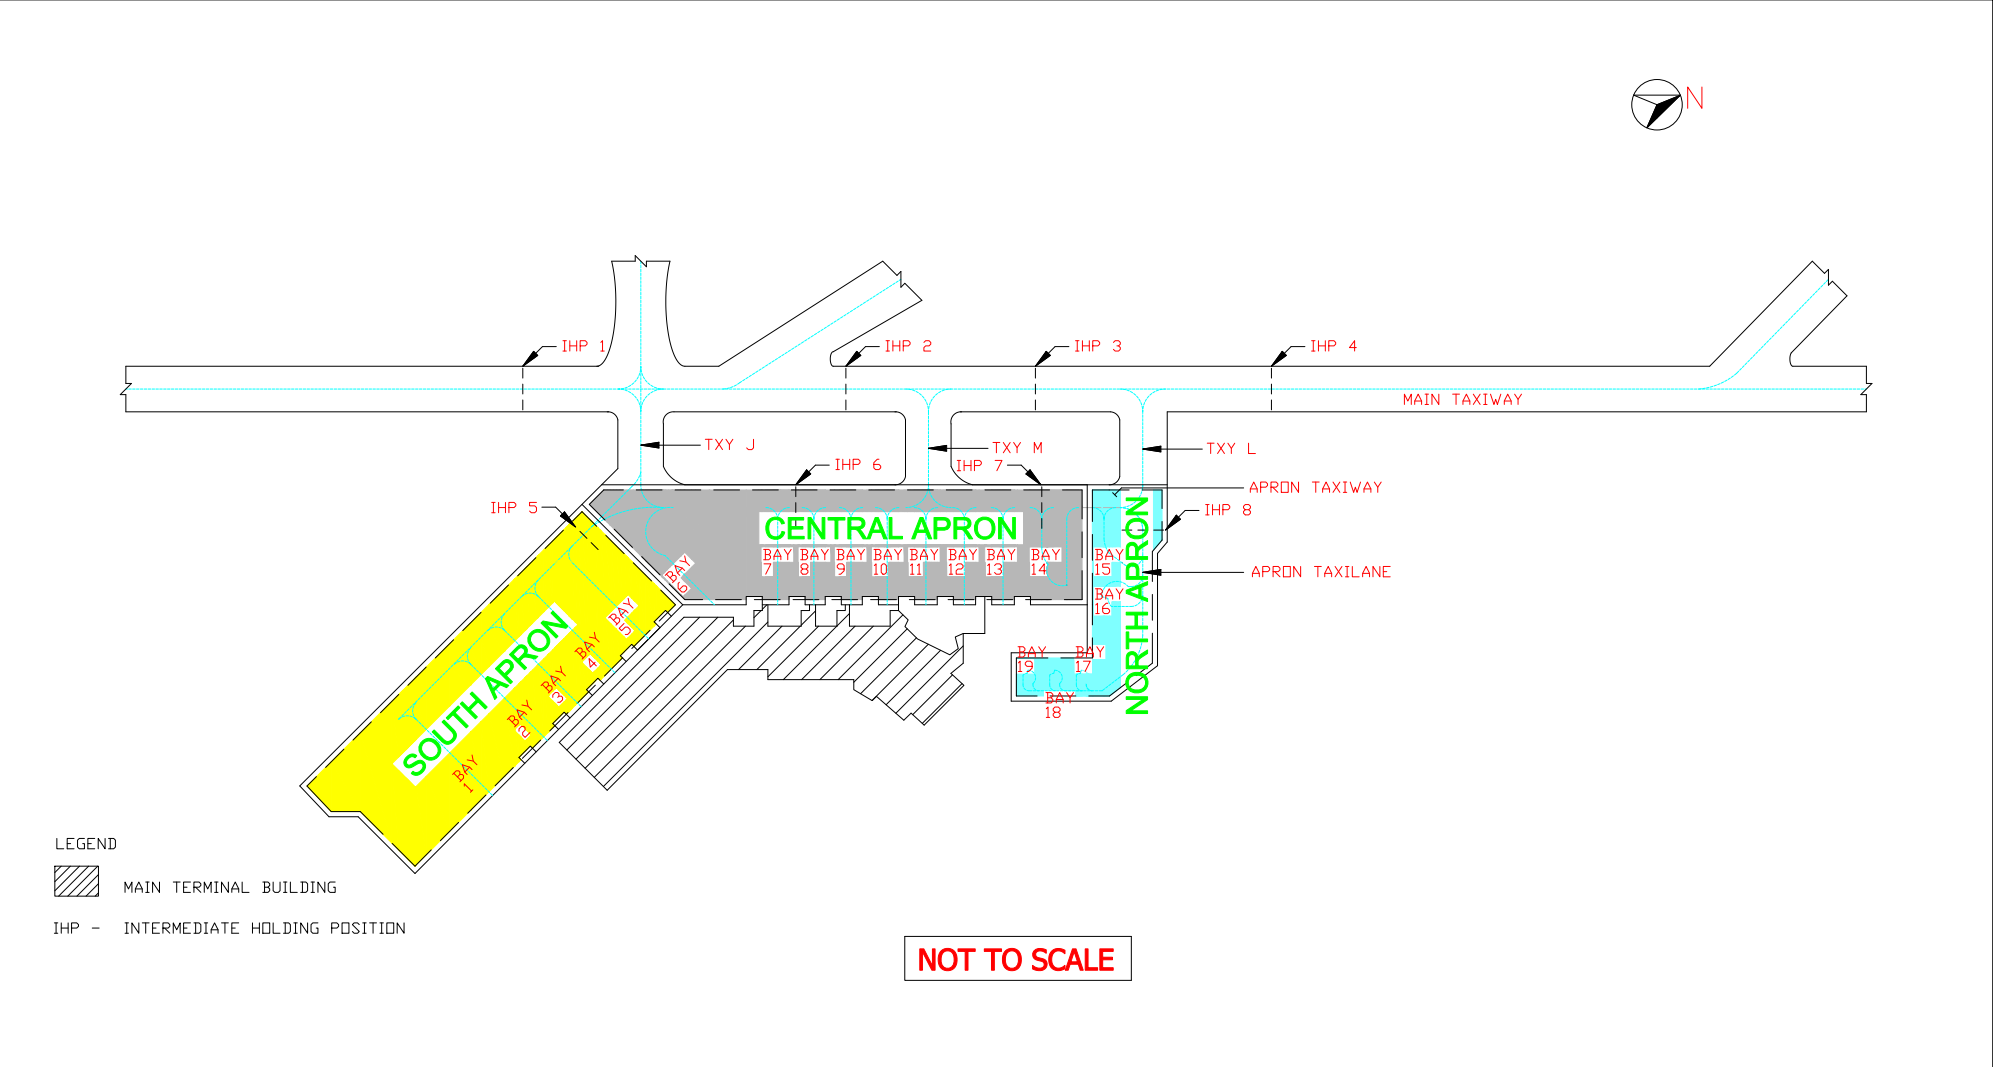 N
IHP 1
IHP 2
IHP 3
IHP 4
MAIN TAXIWAY
TXY J
TXY M
TXY L
IHP 6
IHP 7
APRON TAXIWAY
IHP 5
IHP 8
CENTRAL APRON
NORTH APRON
SOUTH APRON
APRON TAXILANE
BAY
1
BAY
2
BAY
3
BAY
4
BAY
5
BAY
6
BAY
7
BAY
8
BAY
9
BAY
10
BAY
11
BAY
12
BAY
13
BAY
14
BAY
15
BAY
16
BAY
17
BAY
18
BAY
19
LEGEND
MAIN TERMINAL BUILDING
IHP - INTERMEDIATE HOLDING POSITION
NOT TO SCALE